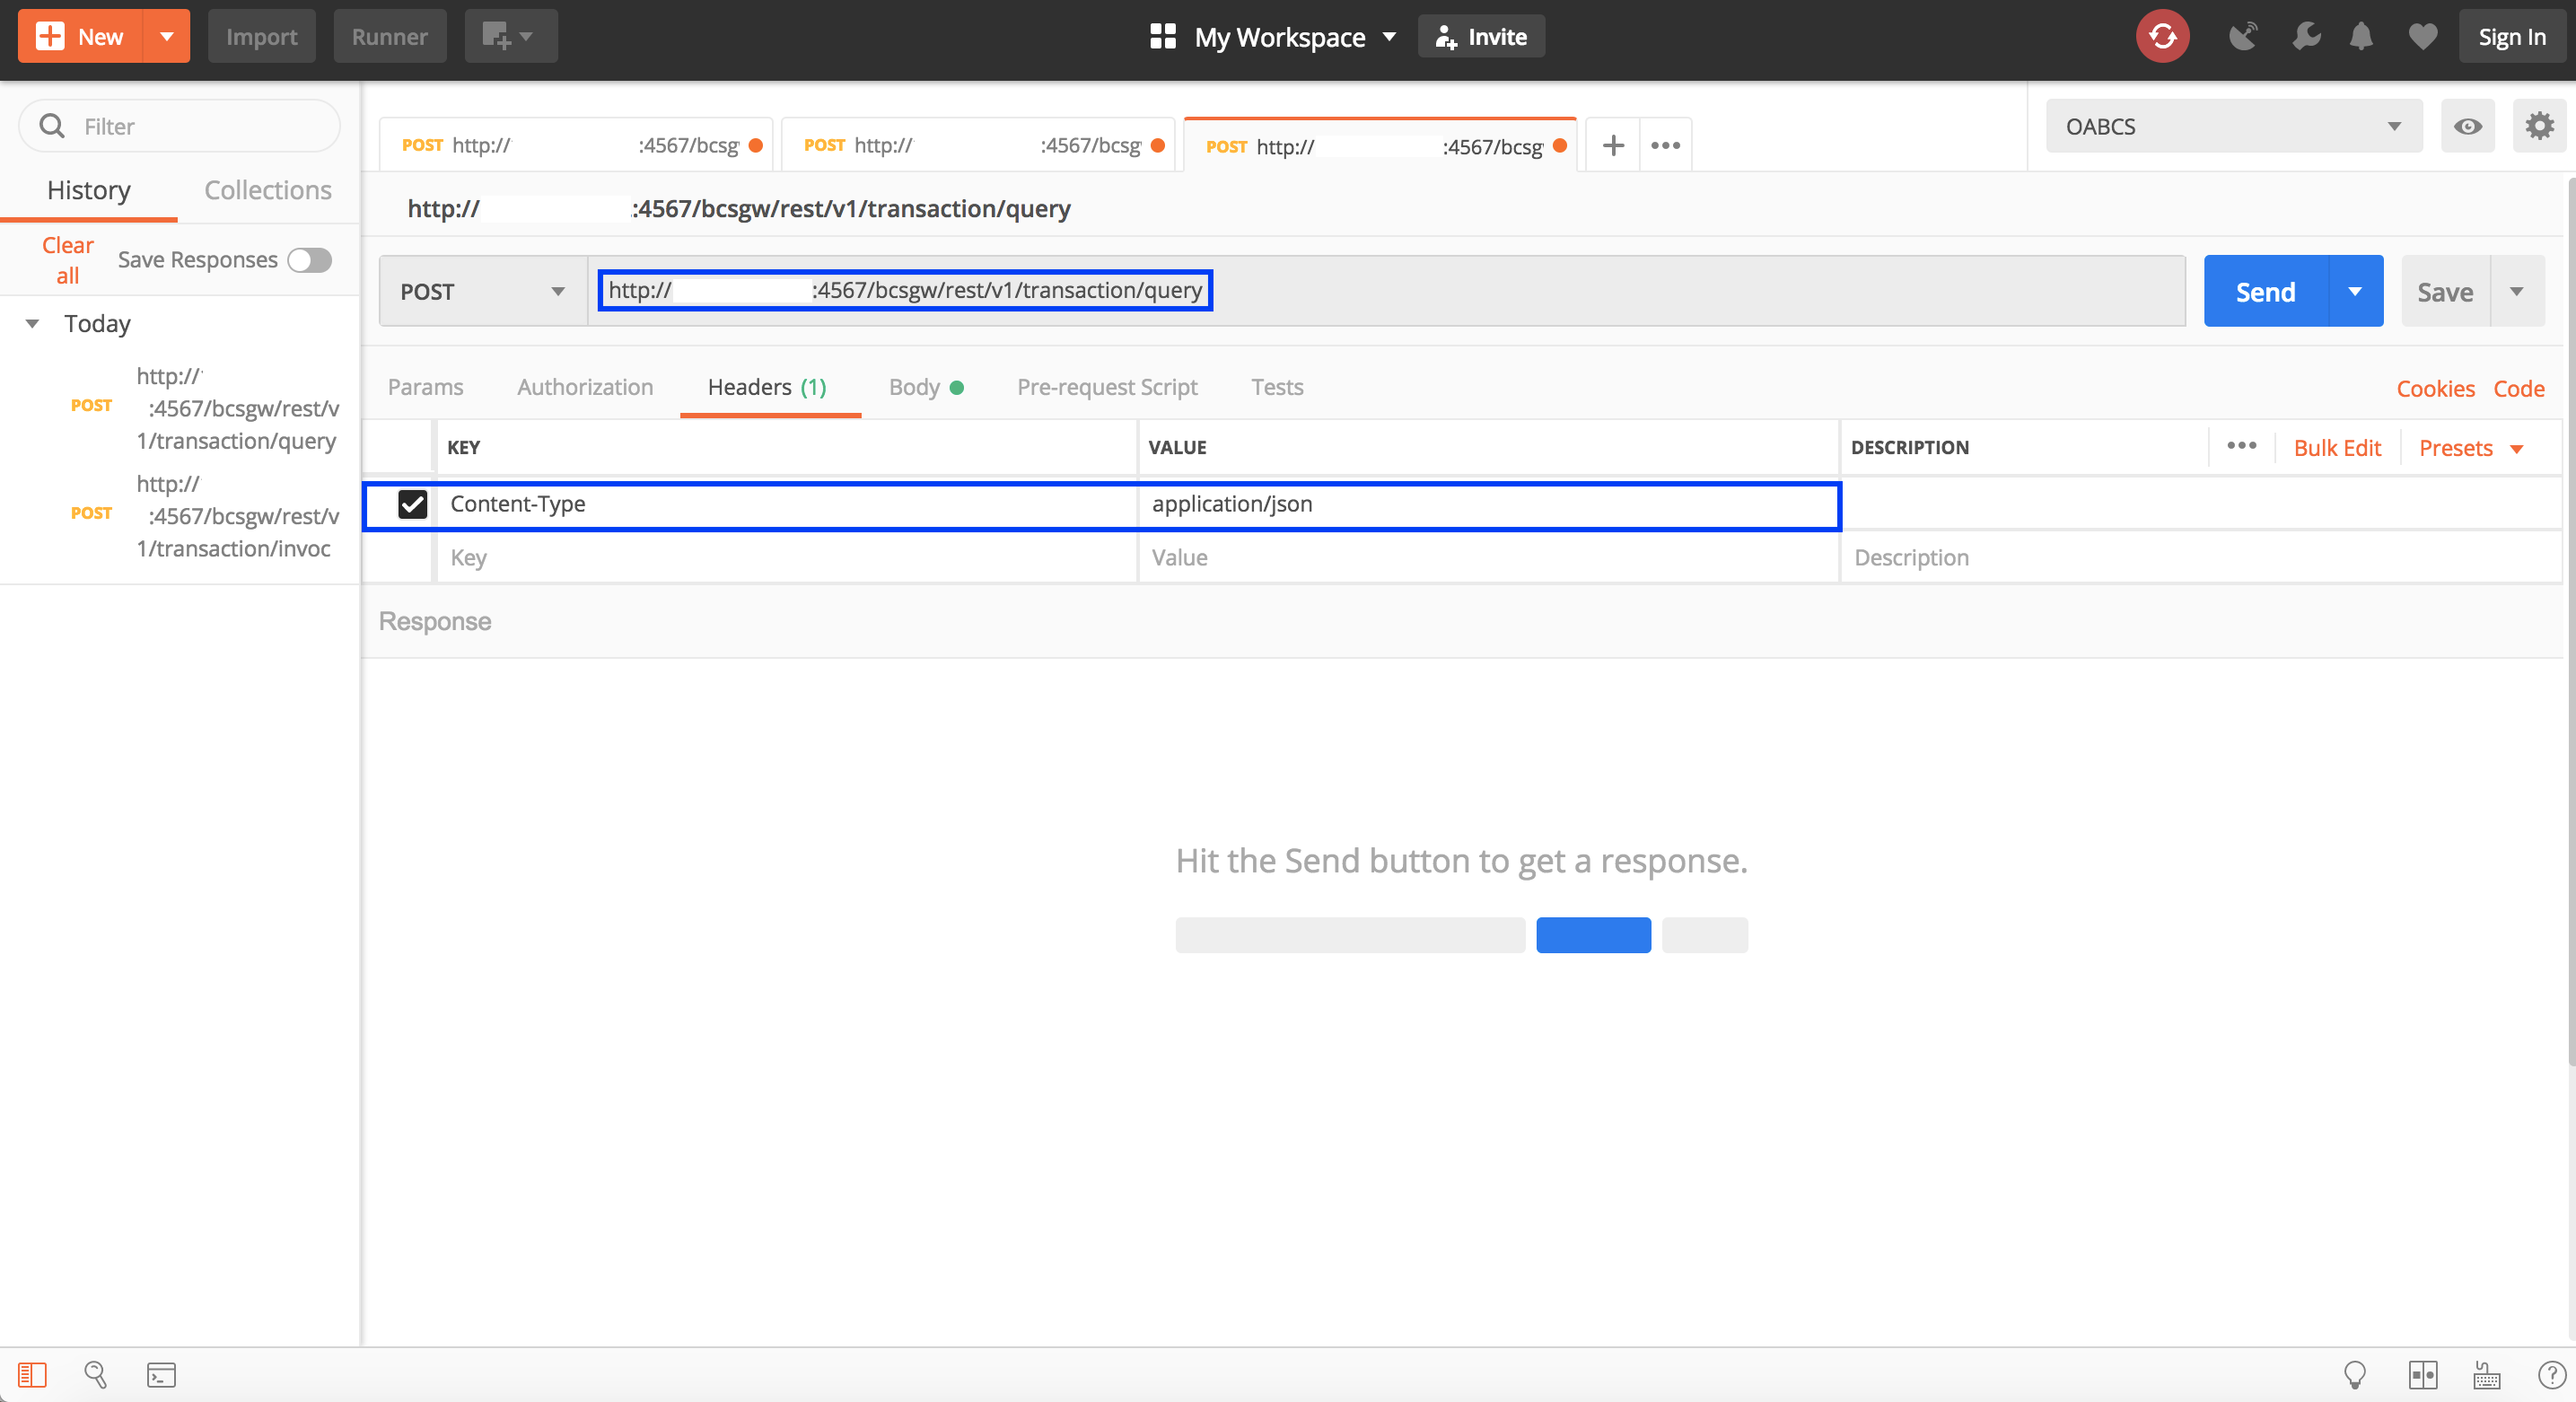 New
Import
Runner
My Workspace
Invite
Sign In
Filter
History
Collections
Clear all
Save Responses
Today
POST
http://
:4567/bcsgw/rest/v
1/transaction/query
POST
http://
:4567/bcsgw/rest/v
1/transaction/invoc
POST http:// :4567/bcsg
POST http:// :4567/bcsg
POST http:// :4567/bcsg
OABCS
http:// :4567/bcsgw/rest/v1/transaction/query
POST
http:// :4567/bcsgw/rest/v1/transaction/query
Send
Save
Params
Authorization
Headers (1)
Body
Pre-request Script
Tests
Cookies
Code
KEY
VALUE
DESCRIPTION
Bulk Edit
Presets
Content-Type
application/json
Key
Value
Description
Response
Hit the Send button to get a response.